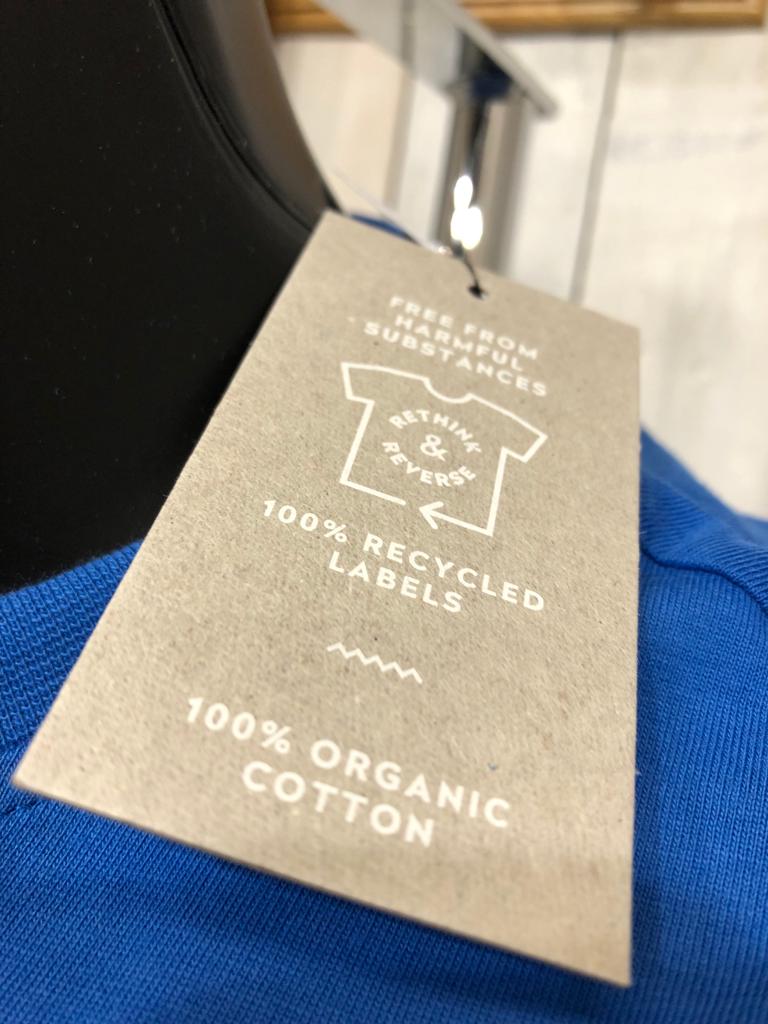 FREE FROM
HARMFUL
SUBSTANCES
RETHINK
&
REVERSE
100% RECYCLED
LABELS
100% ORGANIC
COTTON